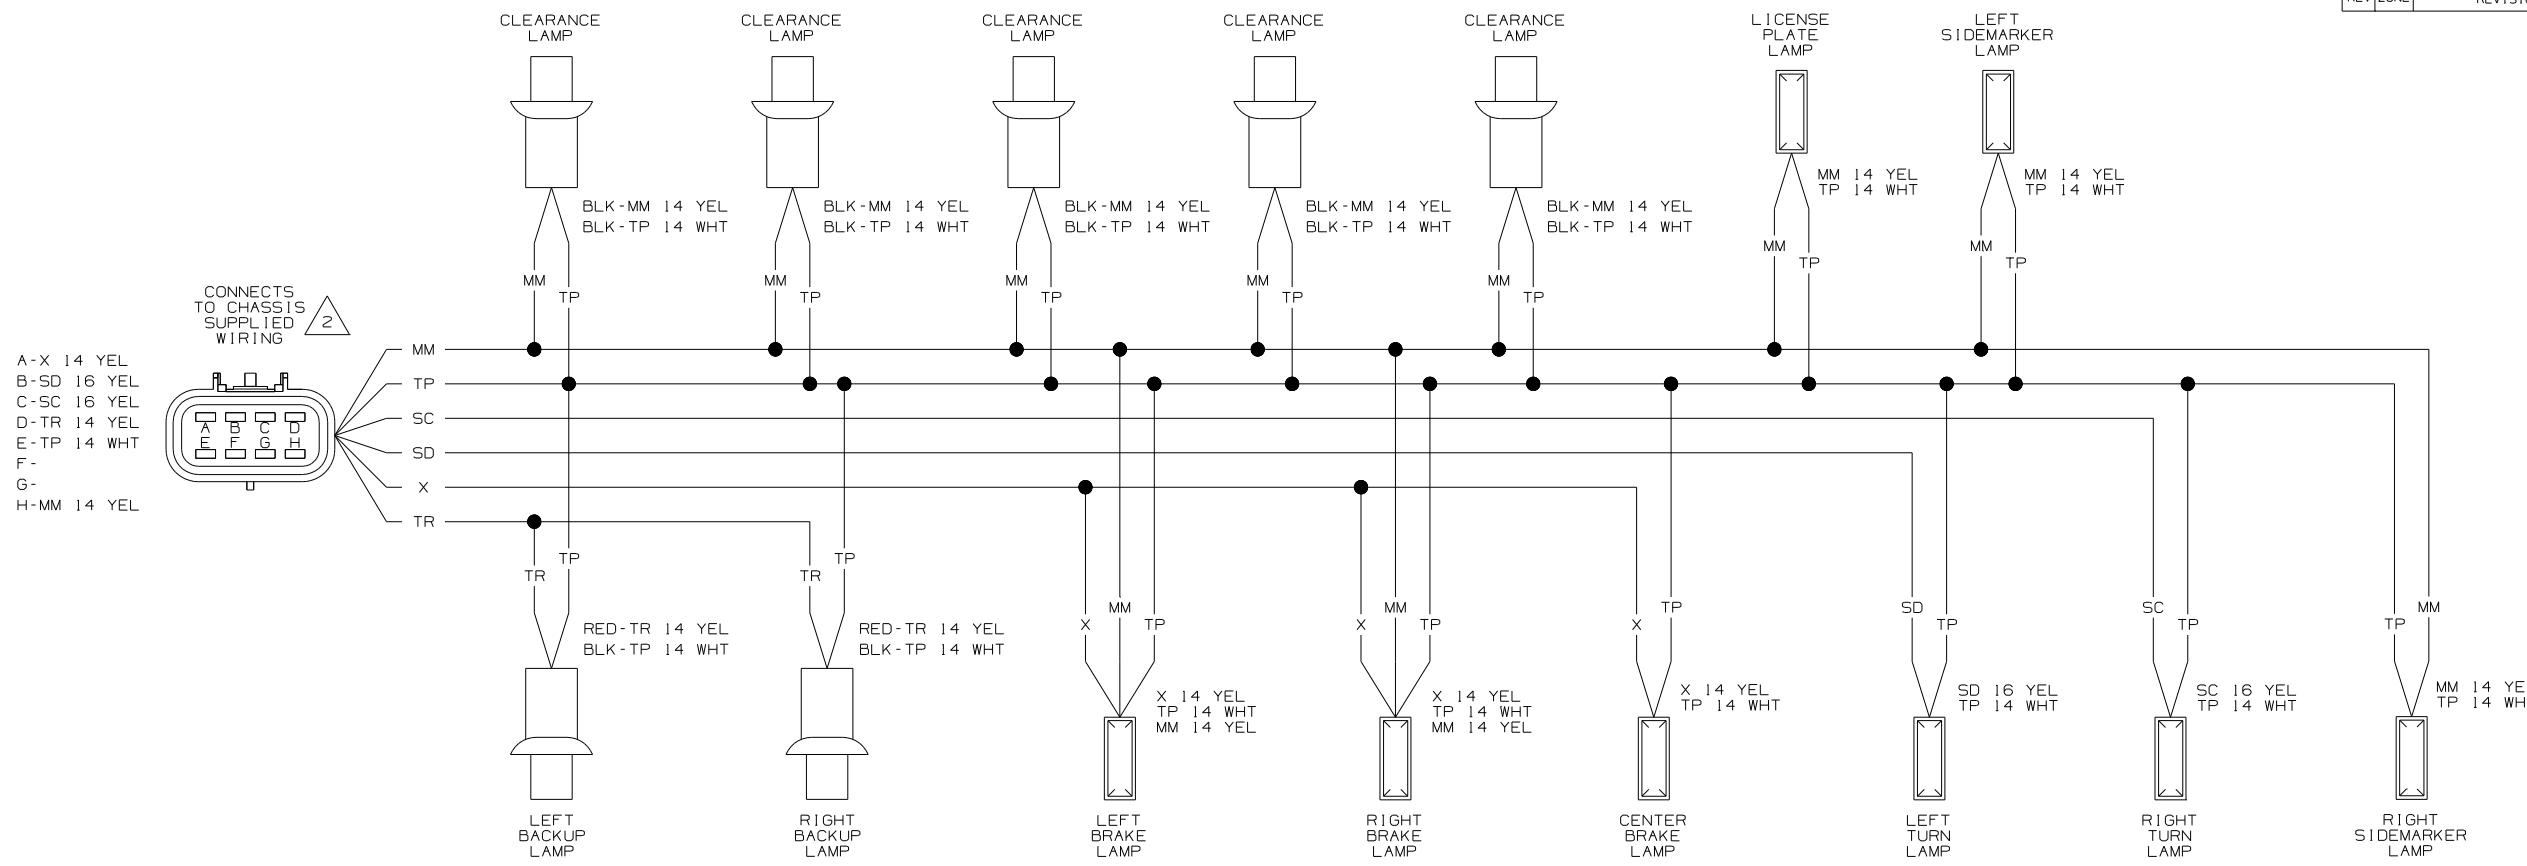 CLEARANCE
LAMP
CLEARANCE
LAMP
CLEARANCE
LAMP
CLEARANCE
LAMP
CLEARANCE
LAMP
LICENSE
PLATE
LAMP
LEFT
SIDEMARKER
LAMP
REV ZONE
BLK-MM 14 YEL
BLK-TP 14 WHT
BLK-MM 14 YEL
BLK-TP 14 WHT
BLK-MM 14 YEL
BLK-TP 14 WHT
BLK-MM 14 YEL
BLK-TP 14 WHT
BLK-MM 14 YEL
BLK-TP 14 WHT
MM 14 YEL
TP 14 WHT
MM 14 YEL
TP 14 WHT
MM
TP
MM
TP
MM
TP
MM
TP
MM
TP
MM
TP
MM
TP
CONNECTS
TO CHASSIS
SUPPLIED
WIRING
2
A-X 14 YEL
B-SD 16 YEL
C-SC 16 YEL
D-TR 14 YEL
E-TP 14 WHT
F-
G-
H-MM 14 YEL
A B C D
E F G H
MM
TP
SC
SD
X
TR
TR
TP
TR
TP
X
MM
TP
X
MM
TP
X
TP
SD
TP
SC
TP
TP
MM
RED-TR 14 YEL
BLK-TP 14 WHT
RED-TR 14 YEL
BLK-TP 14 WHT
X 14 YEL
TP 14 WHT
MM 14 YEL
X 14 YEL
TP 14 WHT
MM 14 YEL
X 14 YEL
TP 14 WHT
SD 16 YEL
TP 14 WHT
SC 16 YEL
TP 14 WHT
MM 14 YE
TP 14 WH
LEFT
BACKUP
LAMP
RIGHT
BACKUP
LAMP
LEFT
BRAKE
LAMP
RIGHT
BRAKE
LAMP
CENTER
BRAKE
LAMP
LEFT
TURN
LAMP
RIGHT
TURN
LAMP
RIGHT
SIDEMARKER
LAMP